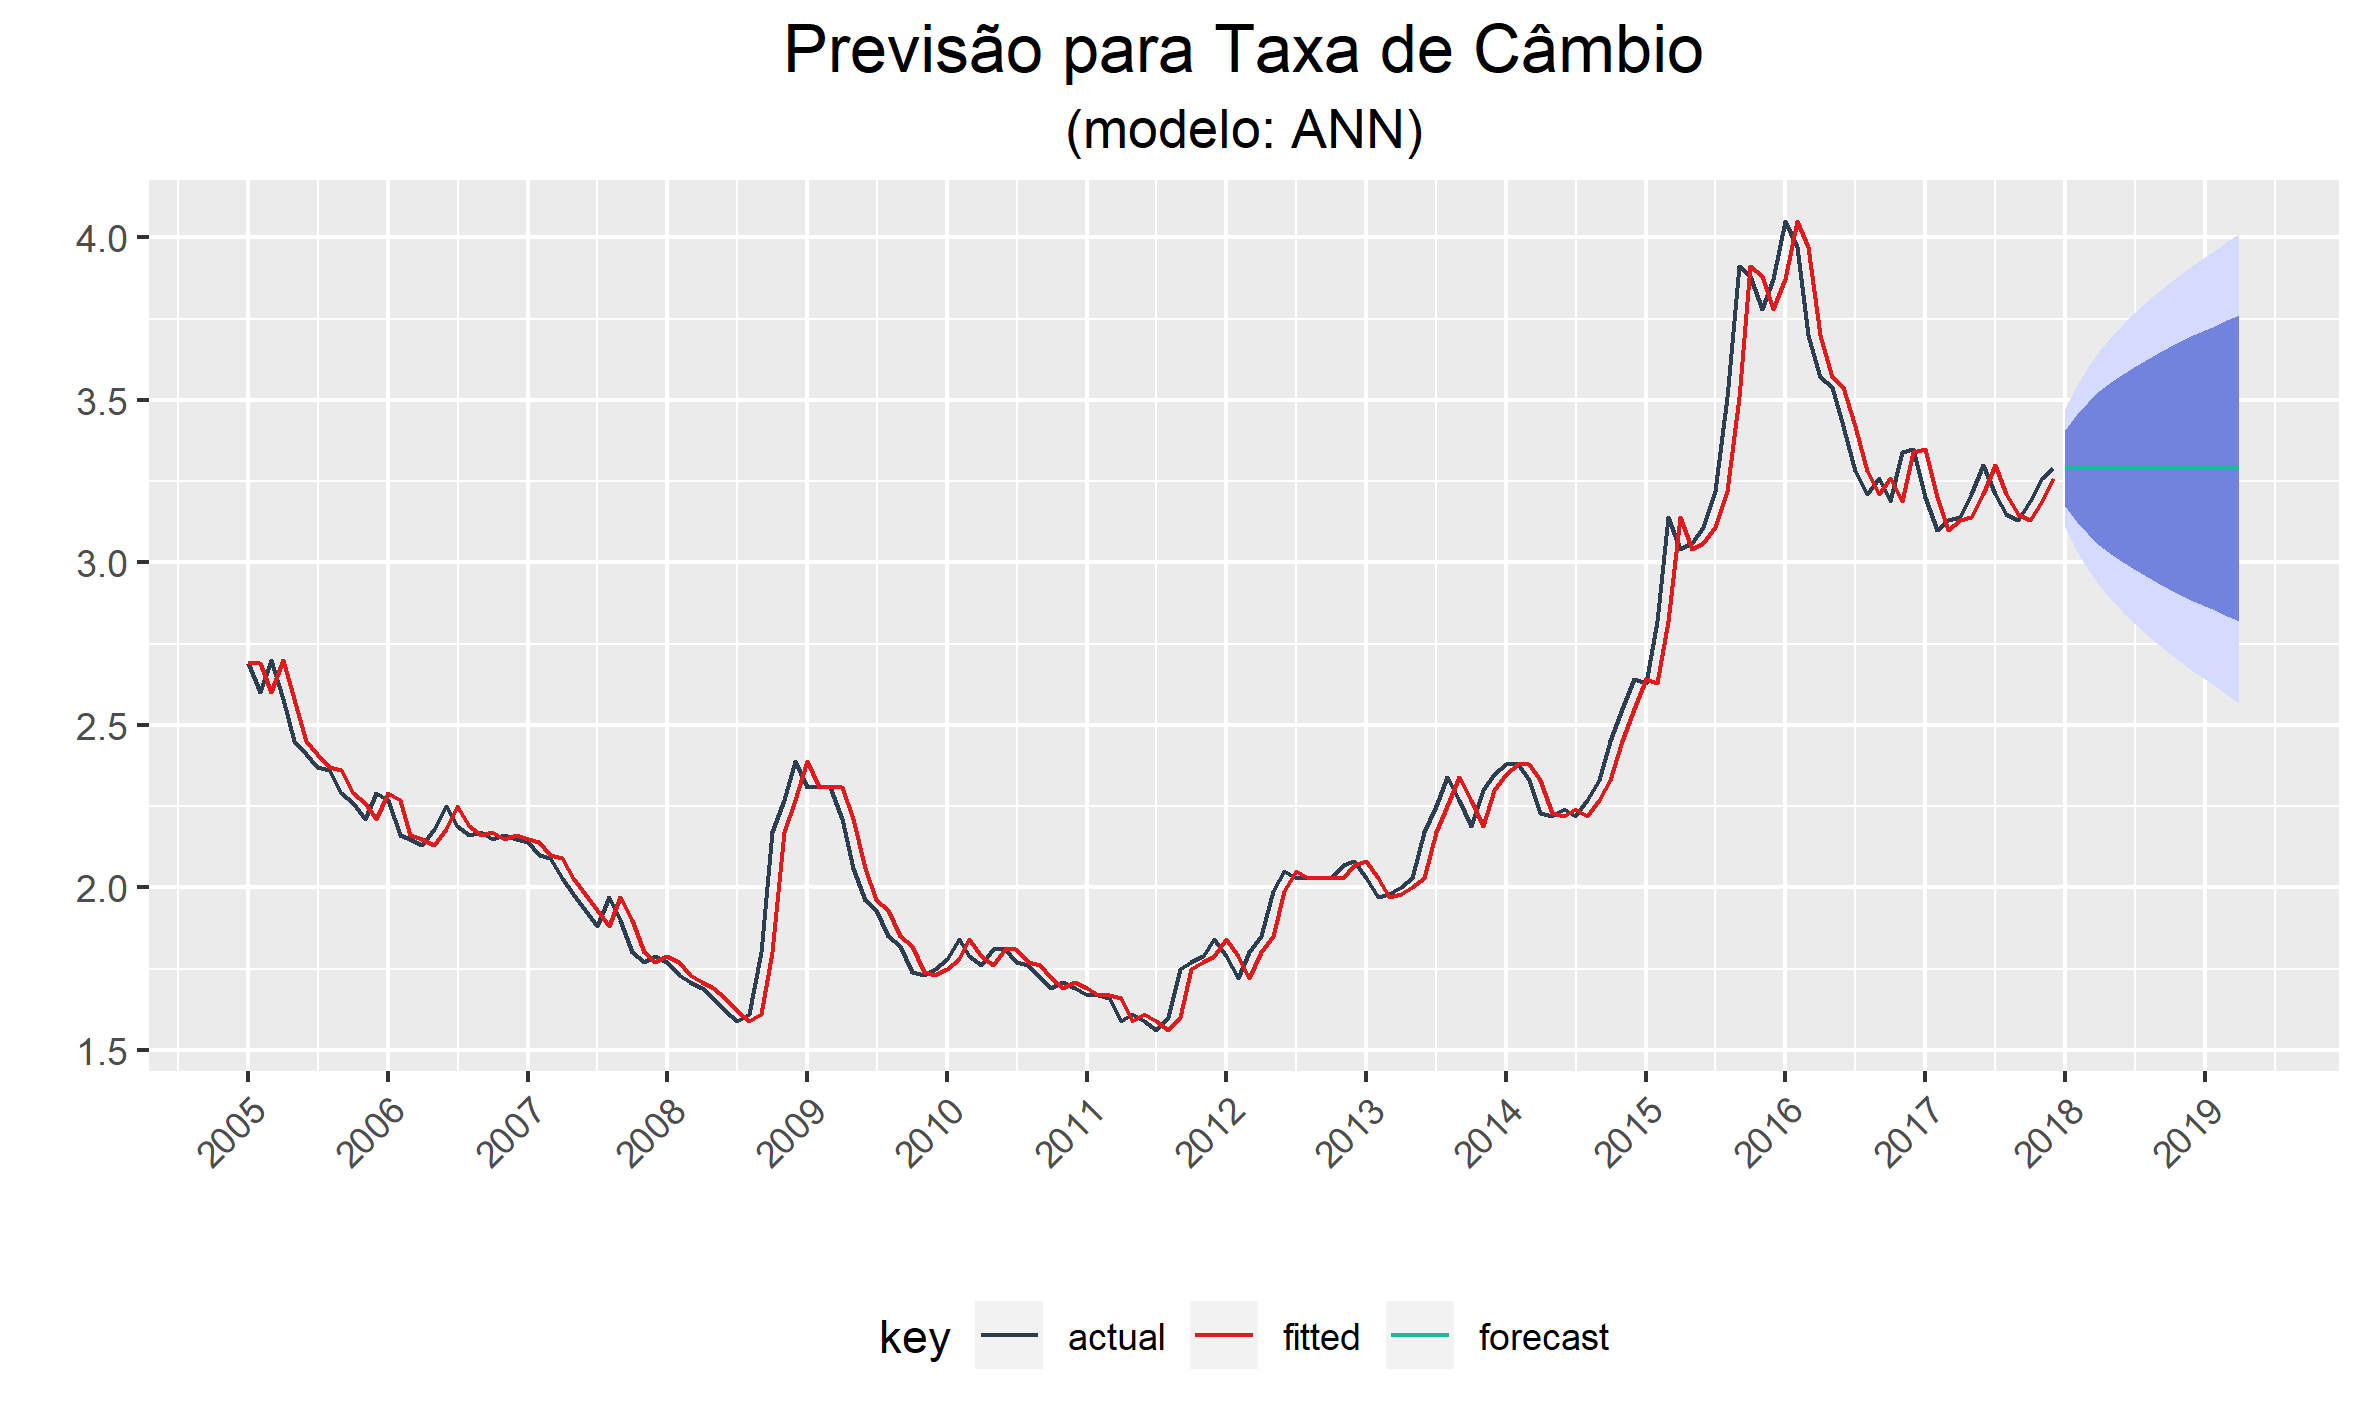 Previsão para Taxa de Câmbio
(modelo: ANN)
4.0
3.5
3.0
2.5
2.0
1.5
2005 2006 2007 2008 2009 2010 2011 2012 2013 2014 2015 2016 2017 2018 2019
key actual fitted forecast